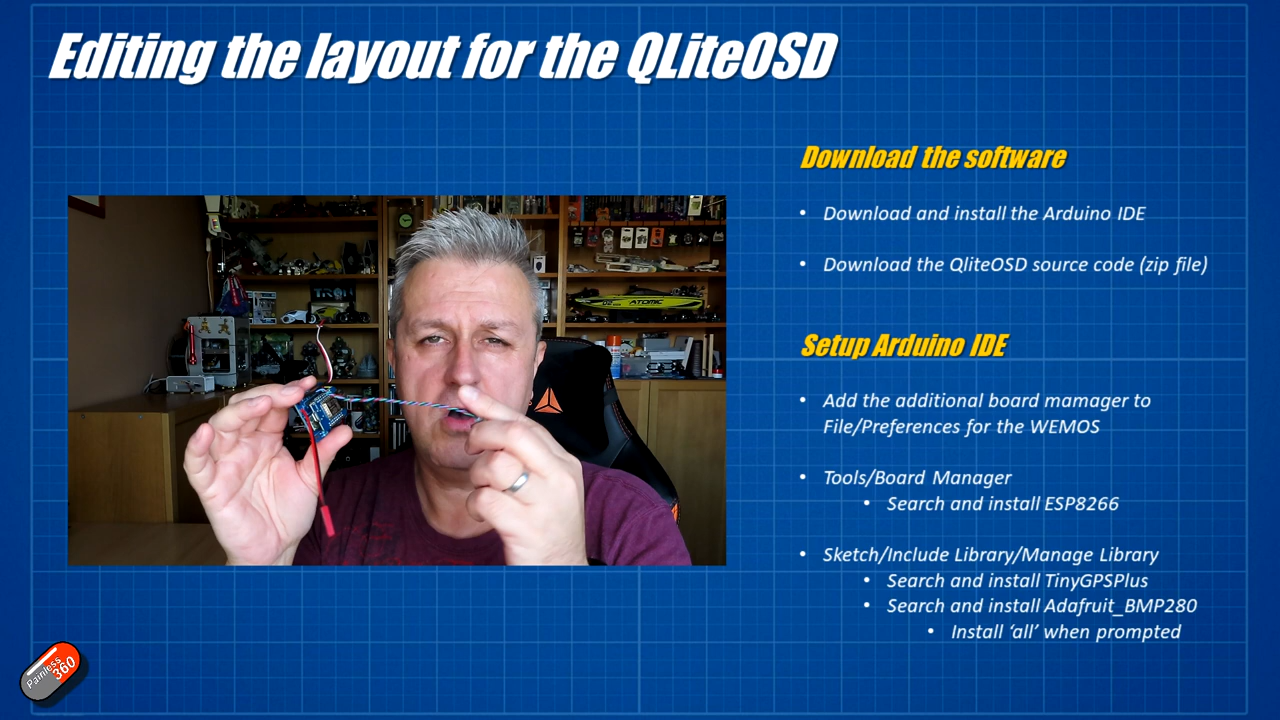 Editing the layout for the QLiteOSD
Download the software
• Download and install the Arduino IDE
• Download the QliteOSD source code (zip file)
Setup Arduino IDE
• Add the additional board mamager to
File/Preferences for the WEMOS
• Tools/Board Manager
• Search and install ESP8266
• Sketch/Include Library/Manage Library
• Search and install TinyGPSPlus
• Search and install Adafruit_BMP280
• Install ‘all’ when prompted
TRON
ATOMIC
Painless
360